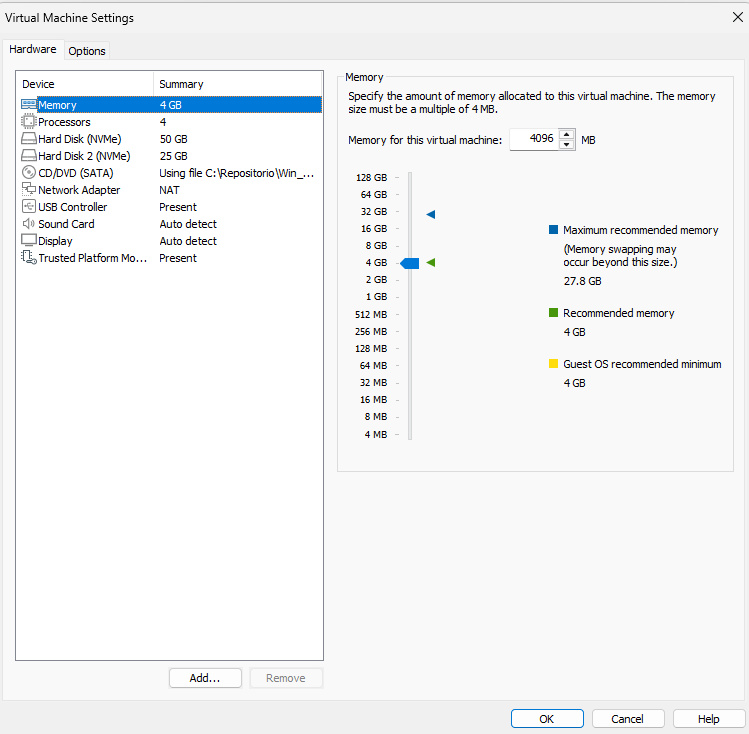 Virtual Machine Settings
Hardware
Options
Device Summary
Memory 4 GB
Processors 4
Hard Disk (NVMe) 50 GB
Hard Disk 2 (NVMe) 25 GB
CD/DVD (SATA) Using file C:\Repositorio\Win_...
Network Adapter NAT
USB Controller Present
Sound Card Auto detect
Display Auto detect
Trusted Platform Mo... Present
Add...
Remove
Memory
Specify the amount of memory allocated to this virtual machine. The memory
size must be a multiple of 4 MB.
Memory for this virtual machine: 4096 MB
128 GB
64 GB
32 GB
16 GB
8 GB
4 GB
2 GB
1 GB
512 MB
256 MB
128 MB
64 MB
32 MB
16 MB
8 MB
4 MB
Maximum recommended memory
(Memory swapping may
occur beyond this size.)
27.8 GB
Recommended memory
4 GB
Guest OS recommended minimum
4 GB
OK
Cancel
Help